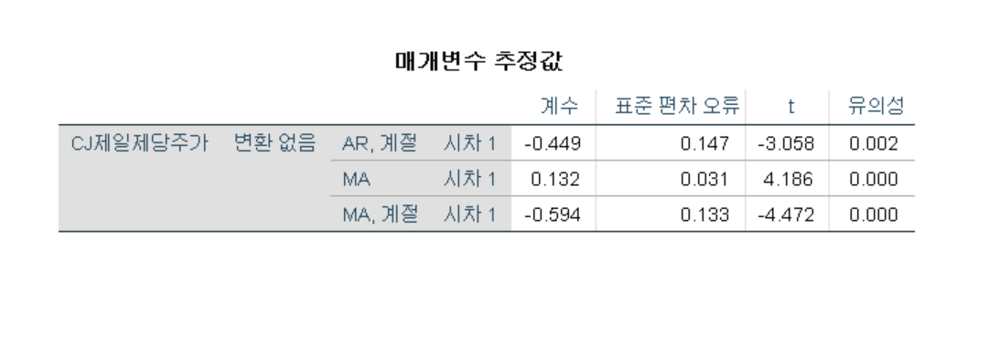 매개변수 추정값
계수 표준 편차 오류 t 유의성
CJ제일제당주가 변환 없음 AR, 계절 시차 1 -0.449 0.147 -3.058 0.002
MA 시차 1 0.132 0.031 4.186 0.000
MA, 계절 시차 1 -0.594 0.133 -4.472 0.000